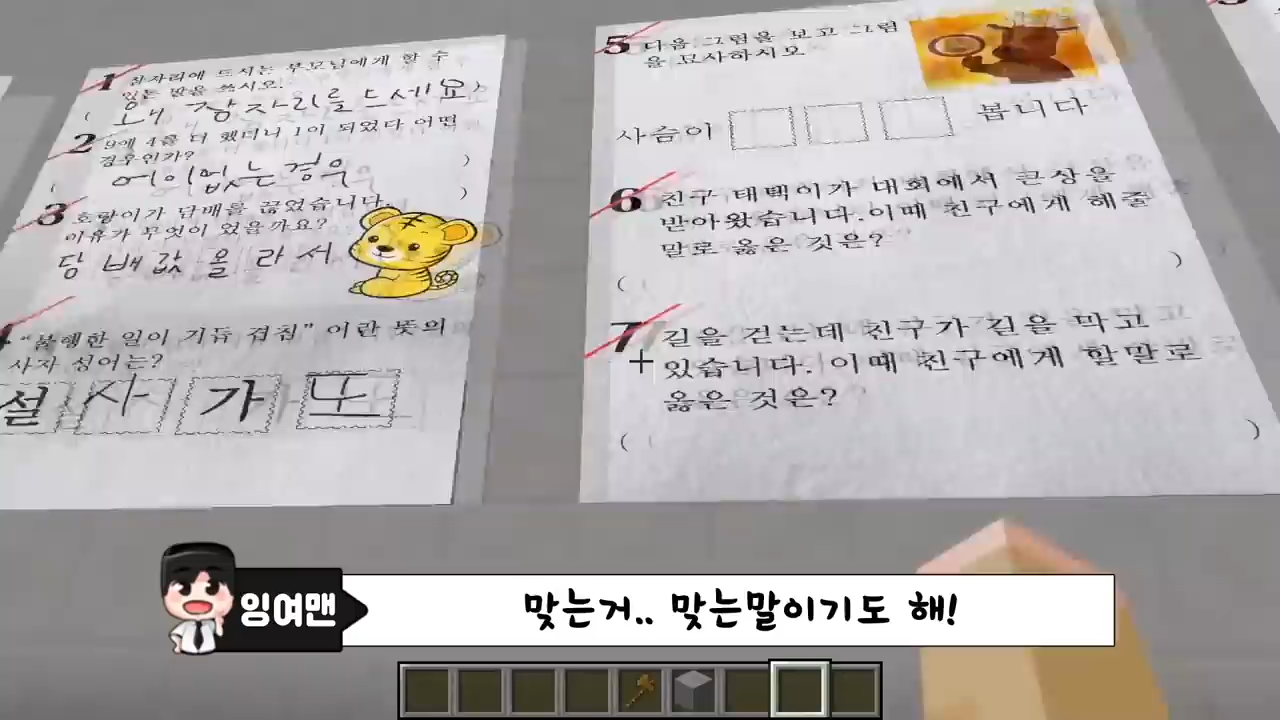 1 잠자리에 드시는 부모님에게 할 수
있는 말을 쓰시오.
( 왜 잠자리를 드세요)
2 9에 4를 더 했더니 1이 되었다 어떤
경우인가?
( 어이없는경우 )
3 호랑이가 담배를 끊었습니다.
이유가 무엇이 었을까요? )
담배값 올라서
"불행한 일이 거듭 겹침" 이란 뜻의
사자 성어는?
설 사 가 또
5 다음 그림을 보고 그림
을 묘사하시오
사슴이 봅니다
6 친구 태택이가 대회에서 큰상을
받아왔습니다.이때 친구에게 해줄
말로 옳은 것은?
( )
7 길을 걷는데 친구가 길을 막고
있습니다. 이때 친구에게 할말로
옳은 것은?
( )
잉여맨
맞는거.. 맞는말이기도 해!